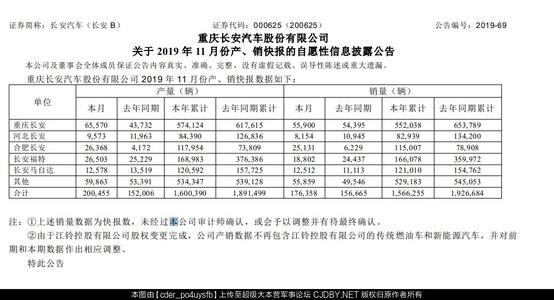 证券简称:长安汽车(长安 B) 证券代码:000625(200625) 公告编号:2019-69
重庆长安汽车股份有限公司
关于 2019 年 11 月份产、销快报的自愿性信息披露公告
本公司及董事会全体成员保证公告内容真实、准确、完整,没有虚假记载、误导性陈述或重大遗漏。
重庆长安汽车股份有限公司 2019 年 11 月份产、销快报数据如下:
单位 产量(辆) 销量(辆)
本月 去年同期 本年累计 去年累计 本月 去年同期 本年累计 去年累计
重庆长安 65,570 43,732 574,124 617,615 55,900 54,395 552,038 653,789
河北长安 9,573 11,963 84,390 126,836 8,154 10,945 82,939 134,200
合肥长安 26,368 4,172 117,954 73,809 25,131 6,229 115,007 78,908
长安福特 26,503 25,229 168,983 376,386 18,802 24,437 166,078 359,972
长安马自达 12,578 13,519 120,592 157,725 12,512 11,113 121,010 154,762
其他 59,863 53,391 534,347 539,128 55,859 49,546 529,183 545,053
合计 200,455 152,006 1,600,390 1,891,499 176,358 156,665 1,566,255 1,926,684
注:①上述销量数据为快报数,未经过本公司审计师确认,或会予以调整并有待最终确认。
②由于江铃控股有限公司股权变更完成,公司产销数据不再包含江铃控股有限公司的传统燃油车和新能源汽车,并对前
期和本期数据作出相应调整。
特此公告
本图由【cder_po4uysfb】上传至超级大本营军事论坛 CJDBY.NET 版权归原作者所有